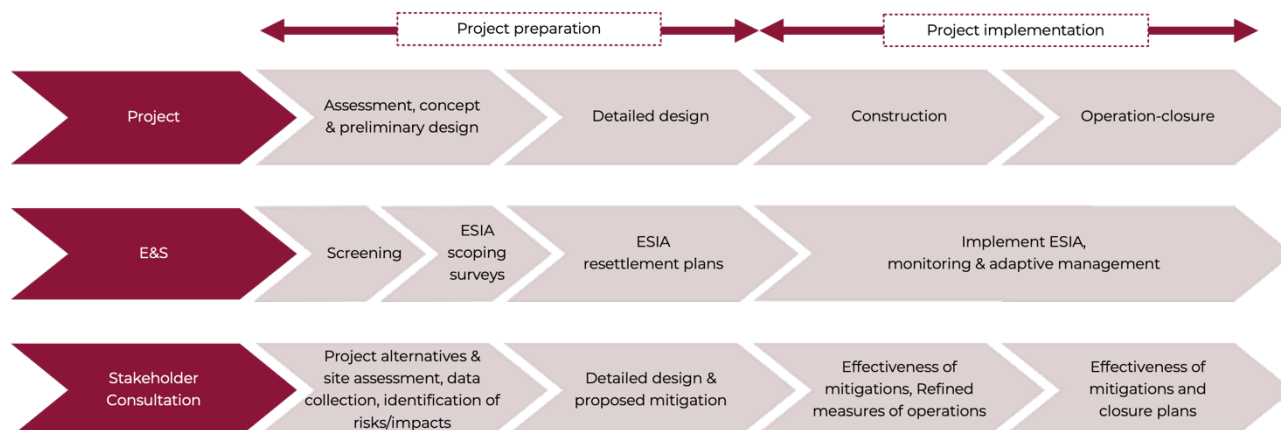 Project preparation
Project implementation
Project
Assessment, concept
& preliminary design
Detailed design
Construction
Operation-closure
E&S
Screening
ESIA
scoping
surveys
ESIA
resettlement plans
Implement ESIA,
monitoring & adaptive management
Stakeholder
Consultation
Project alternatives &
site assessment, data
collection, identification of
risks/impacts
Detailed design &
proposed mitigation
Effectiveness of
mitigations, Refined
measures of operations
Effectiveness of
mitigations and
closure plans